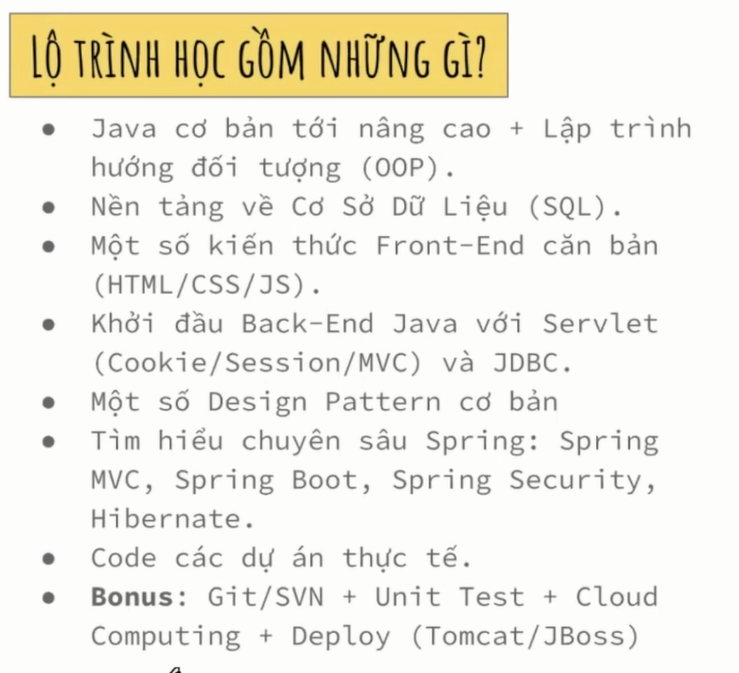 LỘ TRÌNH HỌC GỒM NHỮNG GÌ?
● Java cơ bản tới nâng cao + Lập trình
hướng đối tượng (OOP).
● Nền tảng về Cơ Sở Dữ Liệu (SQL).
● Một số kiến thức Front-End căn bản
(HTML/CSS/JS).
● Khởi đầu Back-End Java với Servlet
(Cookie/Session/MVC) và JDBC.
● Một số Design Pattern cơ bản
● Tìm hiểu chuyên sâu Spring: Spring
MVC, Spring Boot, Spring Security,
Hibernate.
● Code các dự án thực tế.
● Bonus: Git/SVN + Unit Test + Cloud
Computing + Deploy (Tomcat/JBoss)